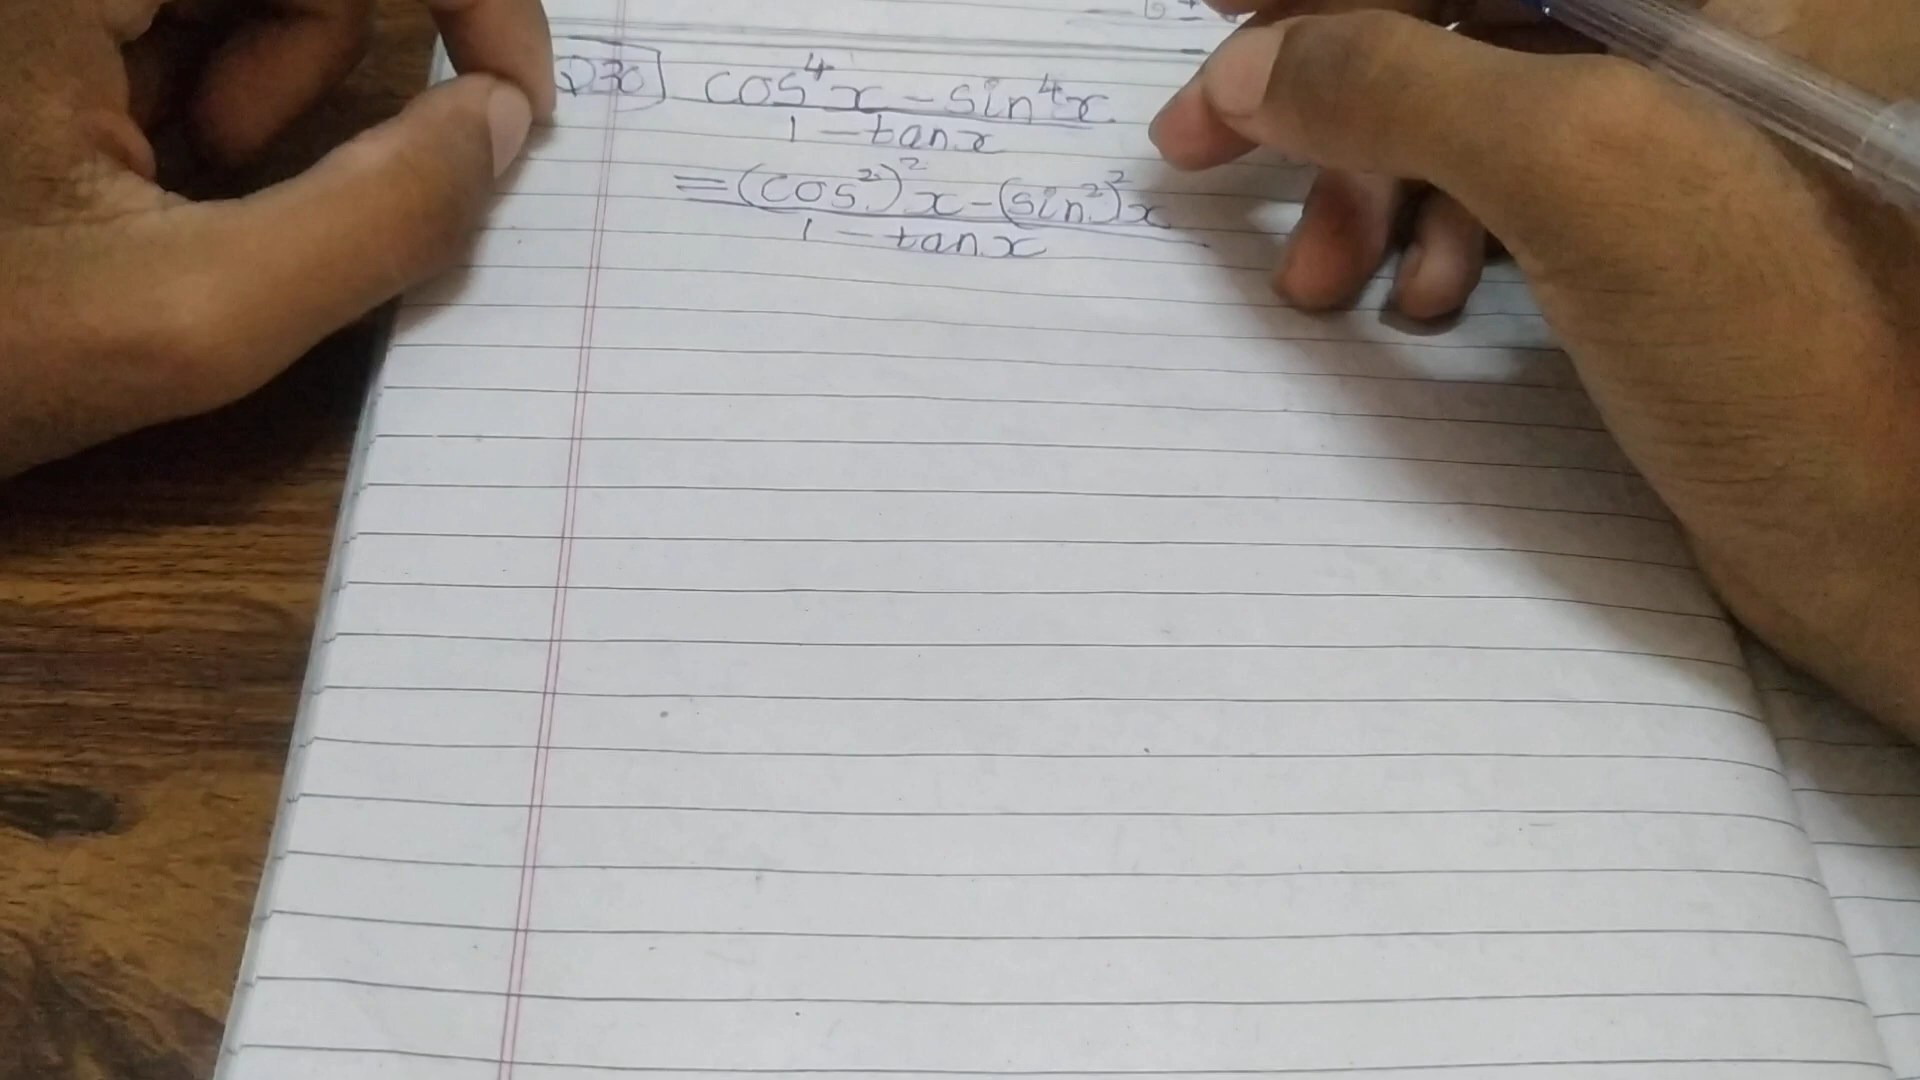 Q30] cos⁴x - sin⁴x
1 - tanx
= (cos²)²x - (sin²)²x
1 - tanx